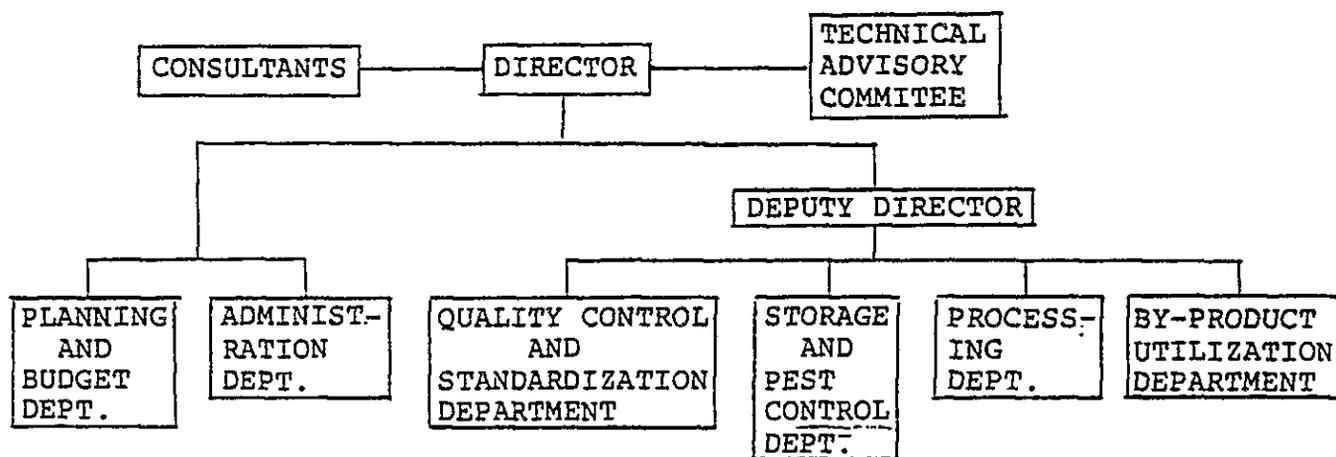 CONSULTANTS
DIRECTOR
TECHNICAL
ADVISORY
COMMITEE
DEPUTY DIRECTOR
PLANNING
AND
BUDGET
DEPT.
ADMINIST-
RATION
DEPT.
QUALITY CONTROL
AND
STANDARDIZATION
DEPARTMENT
STORAGE
AND
PEST
CONTROL
DEPT.
PROCESS-
ING
DEPT.
BY-PRODUCT
UTILIZATION
DEPARTMENT